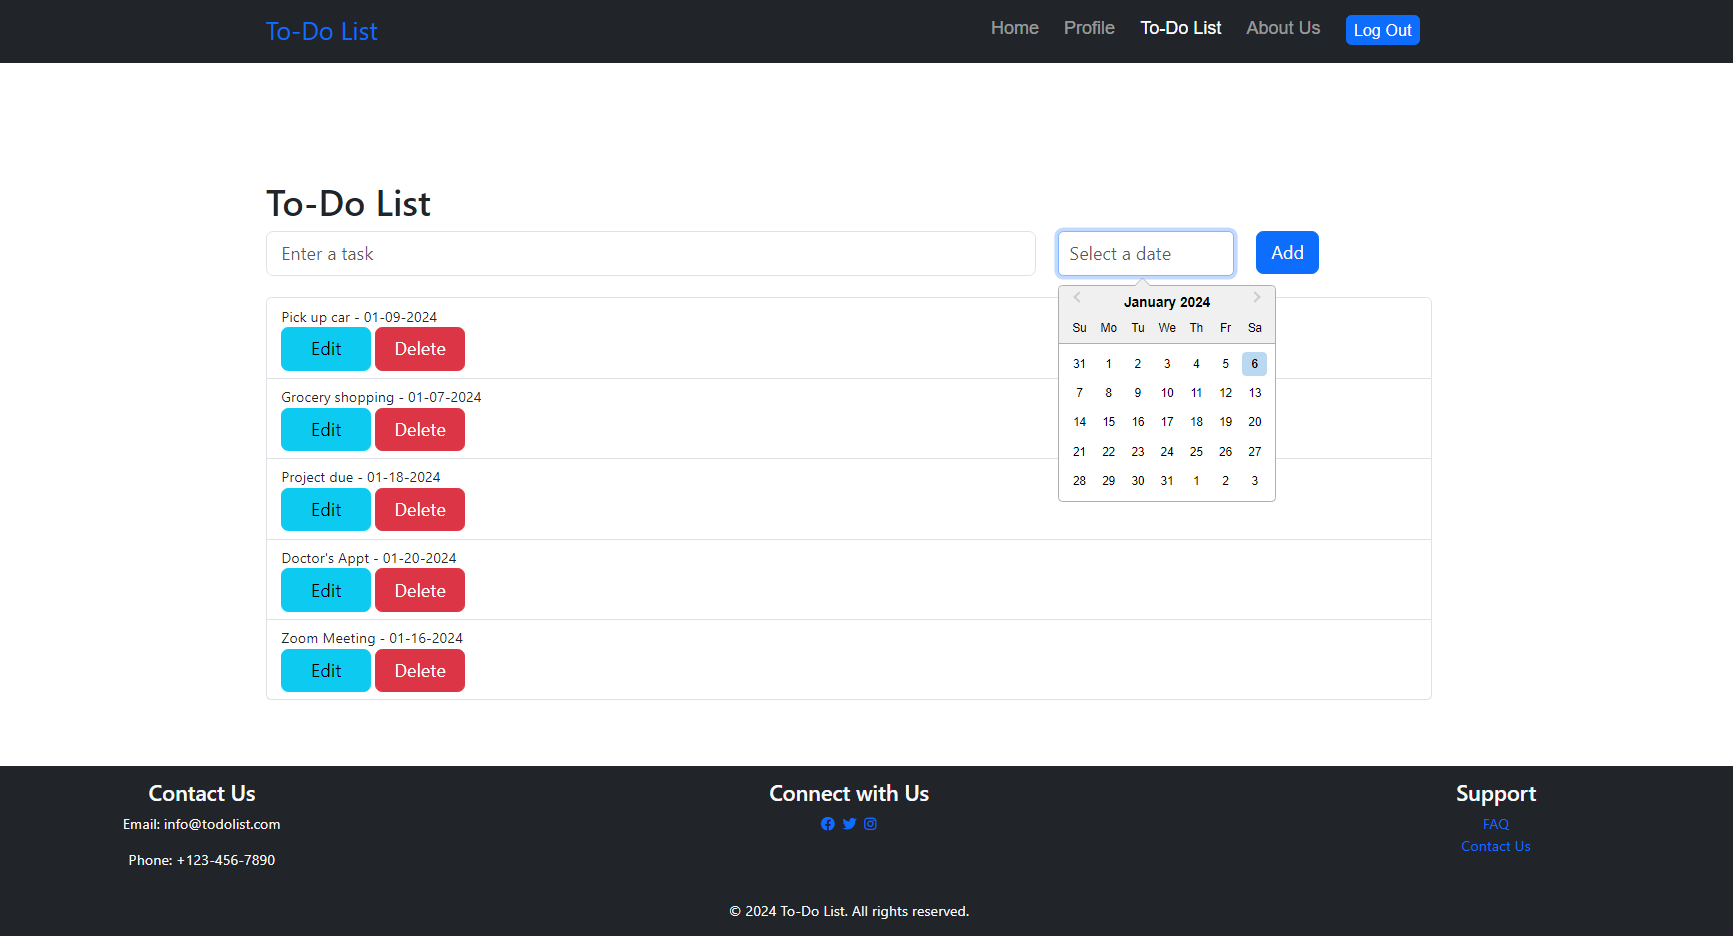 To-Do List
Home Profile To-Do List About Us Log Out
To-Do List
Enter a task Select a date Add
January 2024
Su Mo Tu We Th Fr Sa
31 1 2 3 4 5 6
7 8 9 10 11 12 13
14 15 16 17 18 19 20
21 22 23 24 25 26 27
28 29 30 31 1 2 3
Pick up car - 01-09-2024
Edit Delete
Grocery shopping - 01-07-2024
Edit Delete
Project due - 01-18-2024
Edit Delete
Doctor's Appt - 01-20-2024
Edit Delete
Zoom Meeting - 01-16-2024
Edit Delete
Contact Us
Email: info@todolist.com
Phone: +123-456-7890
Connect with Us
Support
FAQ
Contact Us
© 2024 To-Do List. All rights reserved.